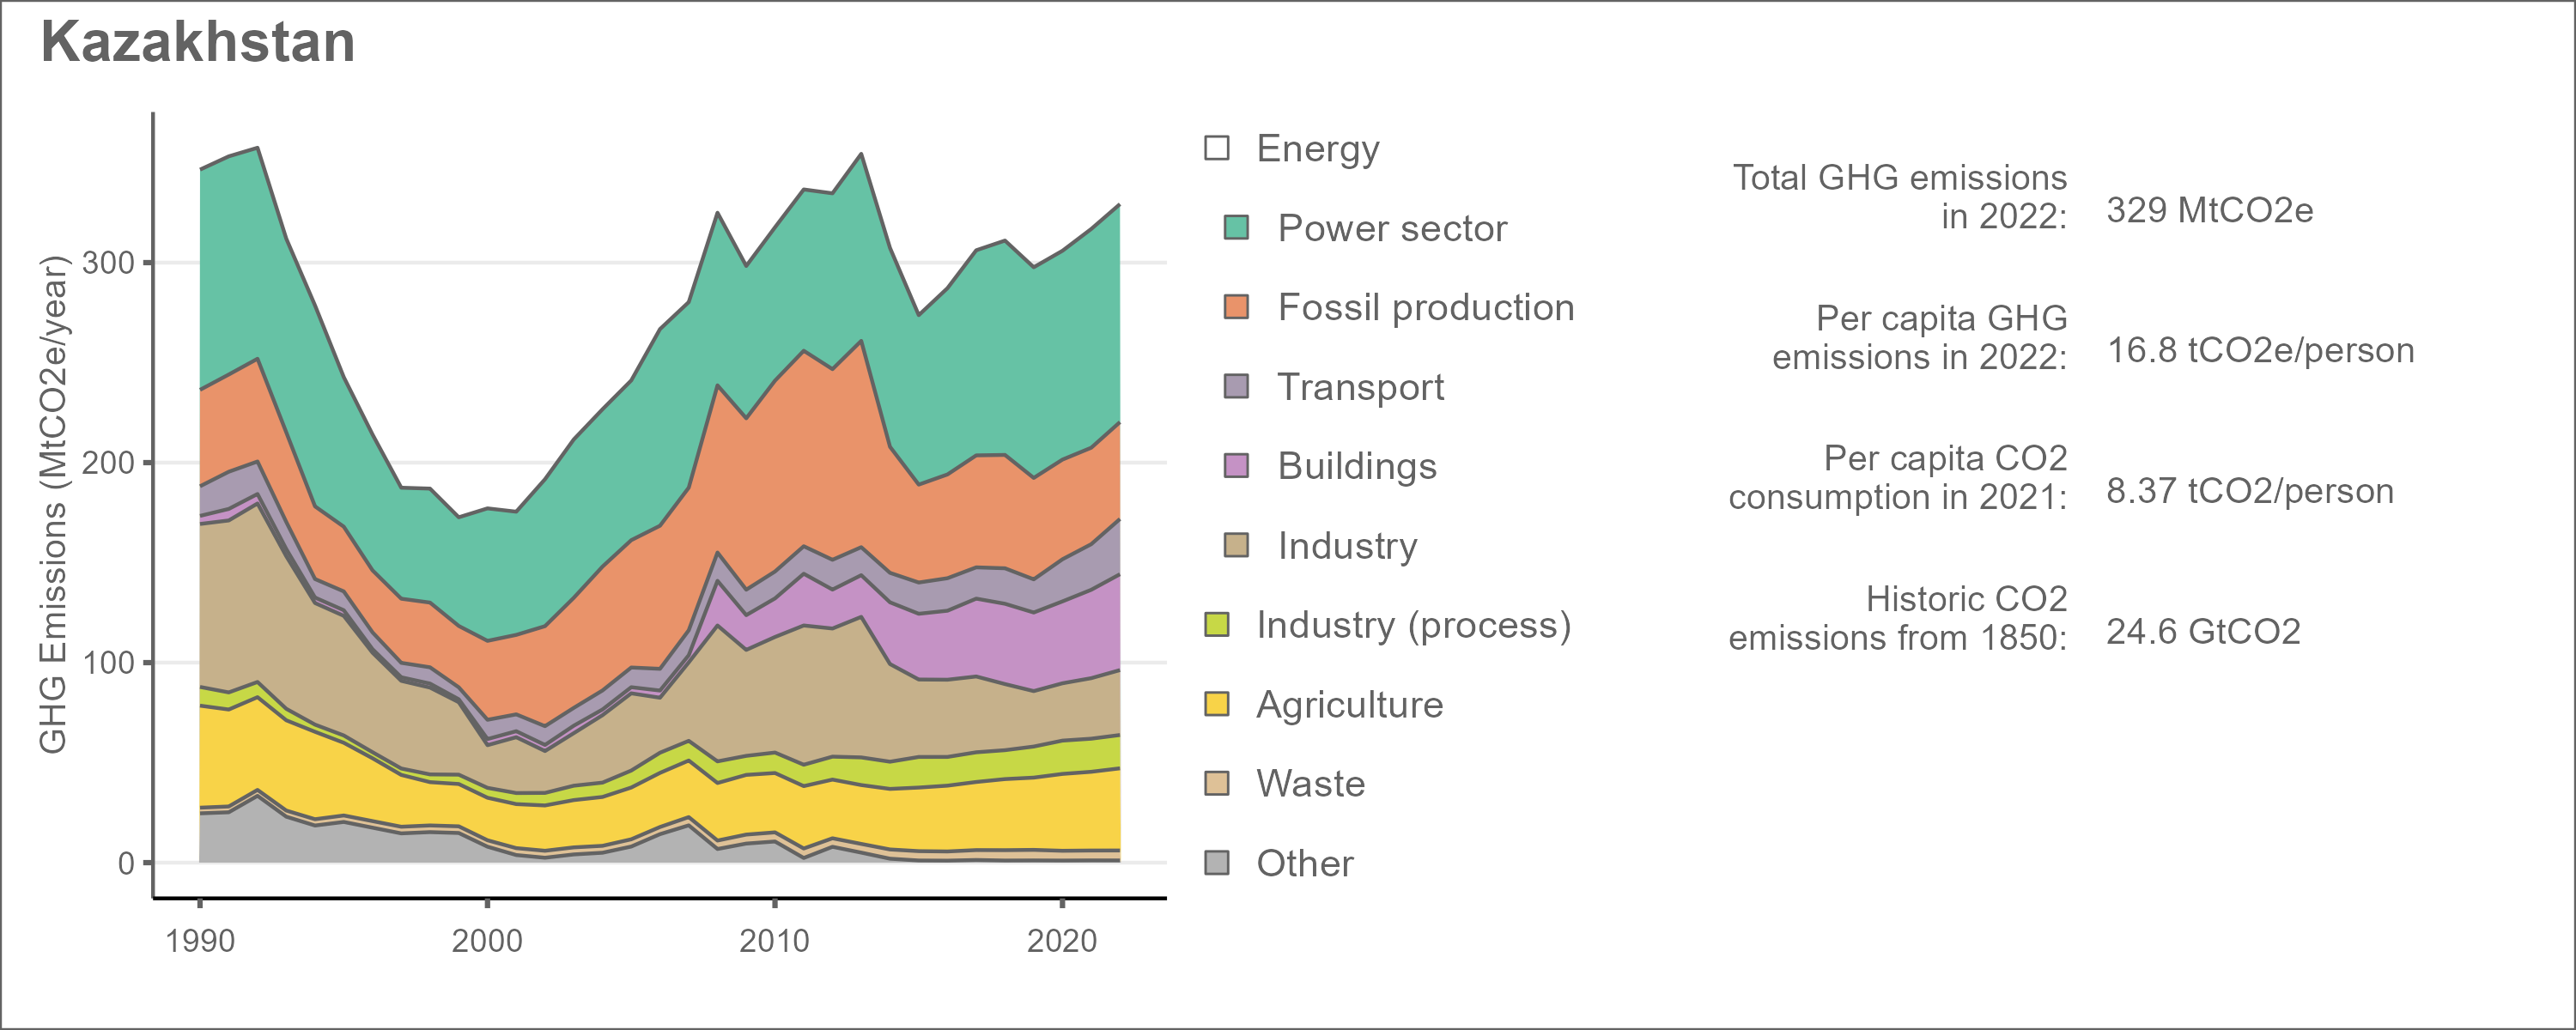 Kazakhstan
GHG Emissions (MtCO2e/year)
300
200
100
0
1990
2000
2010
2020
Energy
Power sector
Fossil production
Transport
Buildings
Industry
Industry (process)
Agriculture
Waste
Other
Total GHG emissions
in 2022:
329 MtCO2e
Per capita GHG
emissions in 2022:
16.8 tCO2e/person
Per capita CO2
consumption in 2021:
8.37 tCO2/person
Historic CO2
emissions from 1850:
24.6 GtCO2